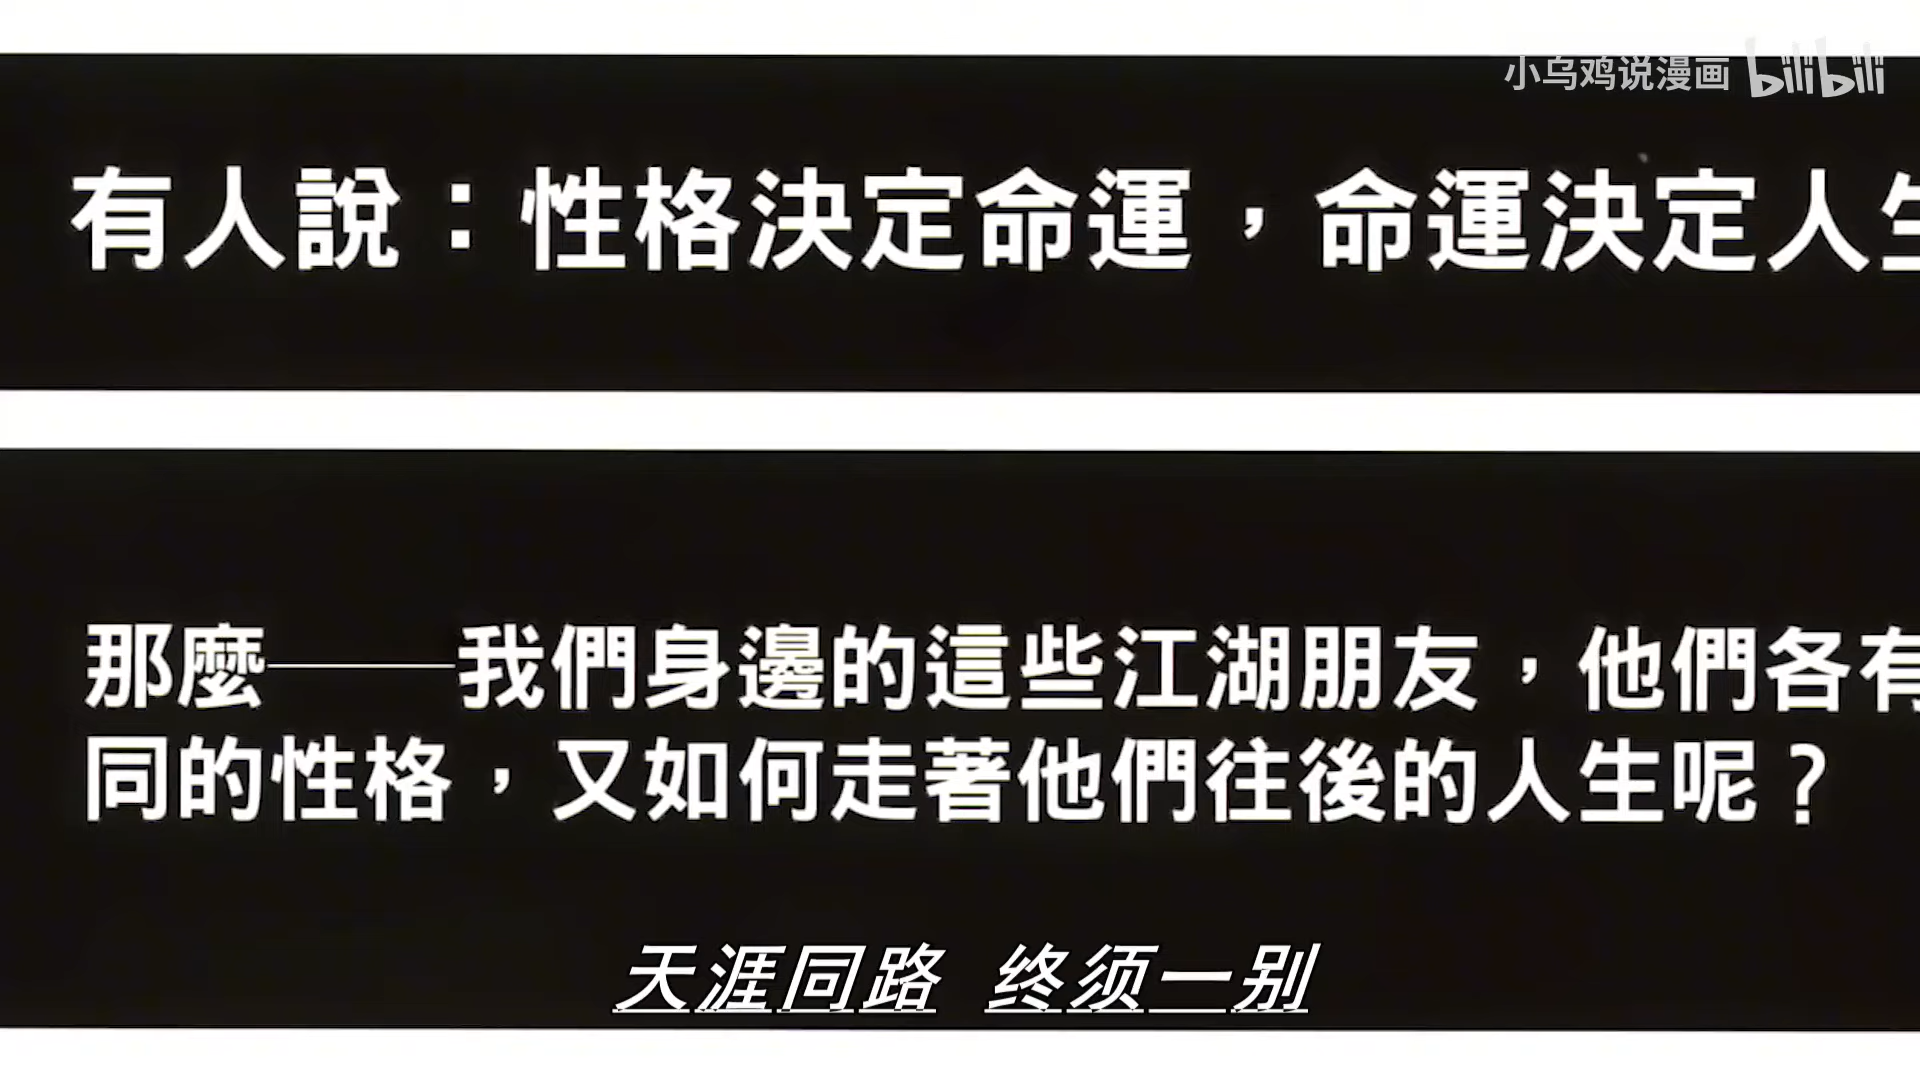 小乌鸡说漫画 bilibili
有人說：性格決定命運，命運決定人生
那麼——我們身邊的這些江湖朋友，他們各有
同的性格，又如何走著他們往後的人生呢？
天涯同路 终须一别